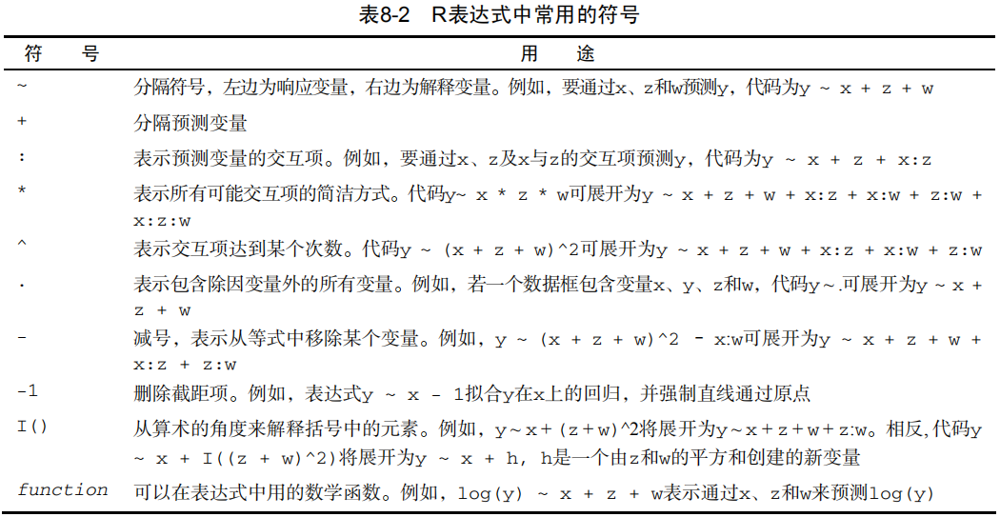 表8-2 R表达式中常用的符号
符 号 用 途
~ 分隔符号，左边为响应变量，右边为解释变量。例如，要通过x、z和w预测y，代码为y ~ x + z + w
+ 分隔预测变量
: 表示预测变量的交互项。例如，要通过x、z及x与z的交互项预测y，代码为y ~ x + z + x:z
* 表示所有可能交互项的简洁方式。代码y~ x * z * w可展开为y ~ x + z + w + x:z + x:w + z:w +
x:z:w
^ 表示交互项达到某个次数。代码y ~ (x + z + w)^2可展开为y ~ x + z + w + x:z + x:w + z:w
. 表示包含除因变量外的所有变量。例如，若一个数据框包含变量x、y、z和w，代码y ~ .可展开为y ~ x +
z + w
- 减号，表示从等式中移除某个变量。例如，y ~ (x + z + w)^2 - x:w可展开为y ~ x + z + w +
x:z + z:w
-1 删除截距项。例如，表达式y ~ x - 1拟合y在x上的回归，并强制直线通过原点
I() 从算术的角度来解释括号中的元素。例如，y ~ x + (z + w)^2将展开为y ~ x + z + w + z:w。相反, 代码y
~ x + I((z + w)^2)将展开为y ~ x + h, h是一个由z和w的平方和创建的新变量
function 可以在表达式中用的数学函数。例如，log(y) ~ x + z + w表示通过x、z和w来预测log(y)